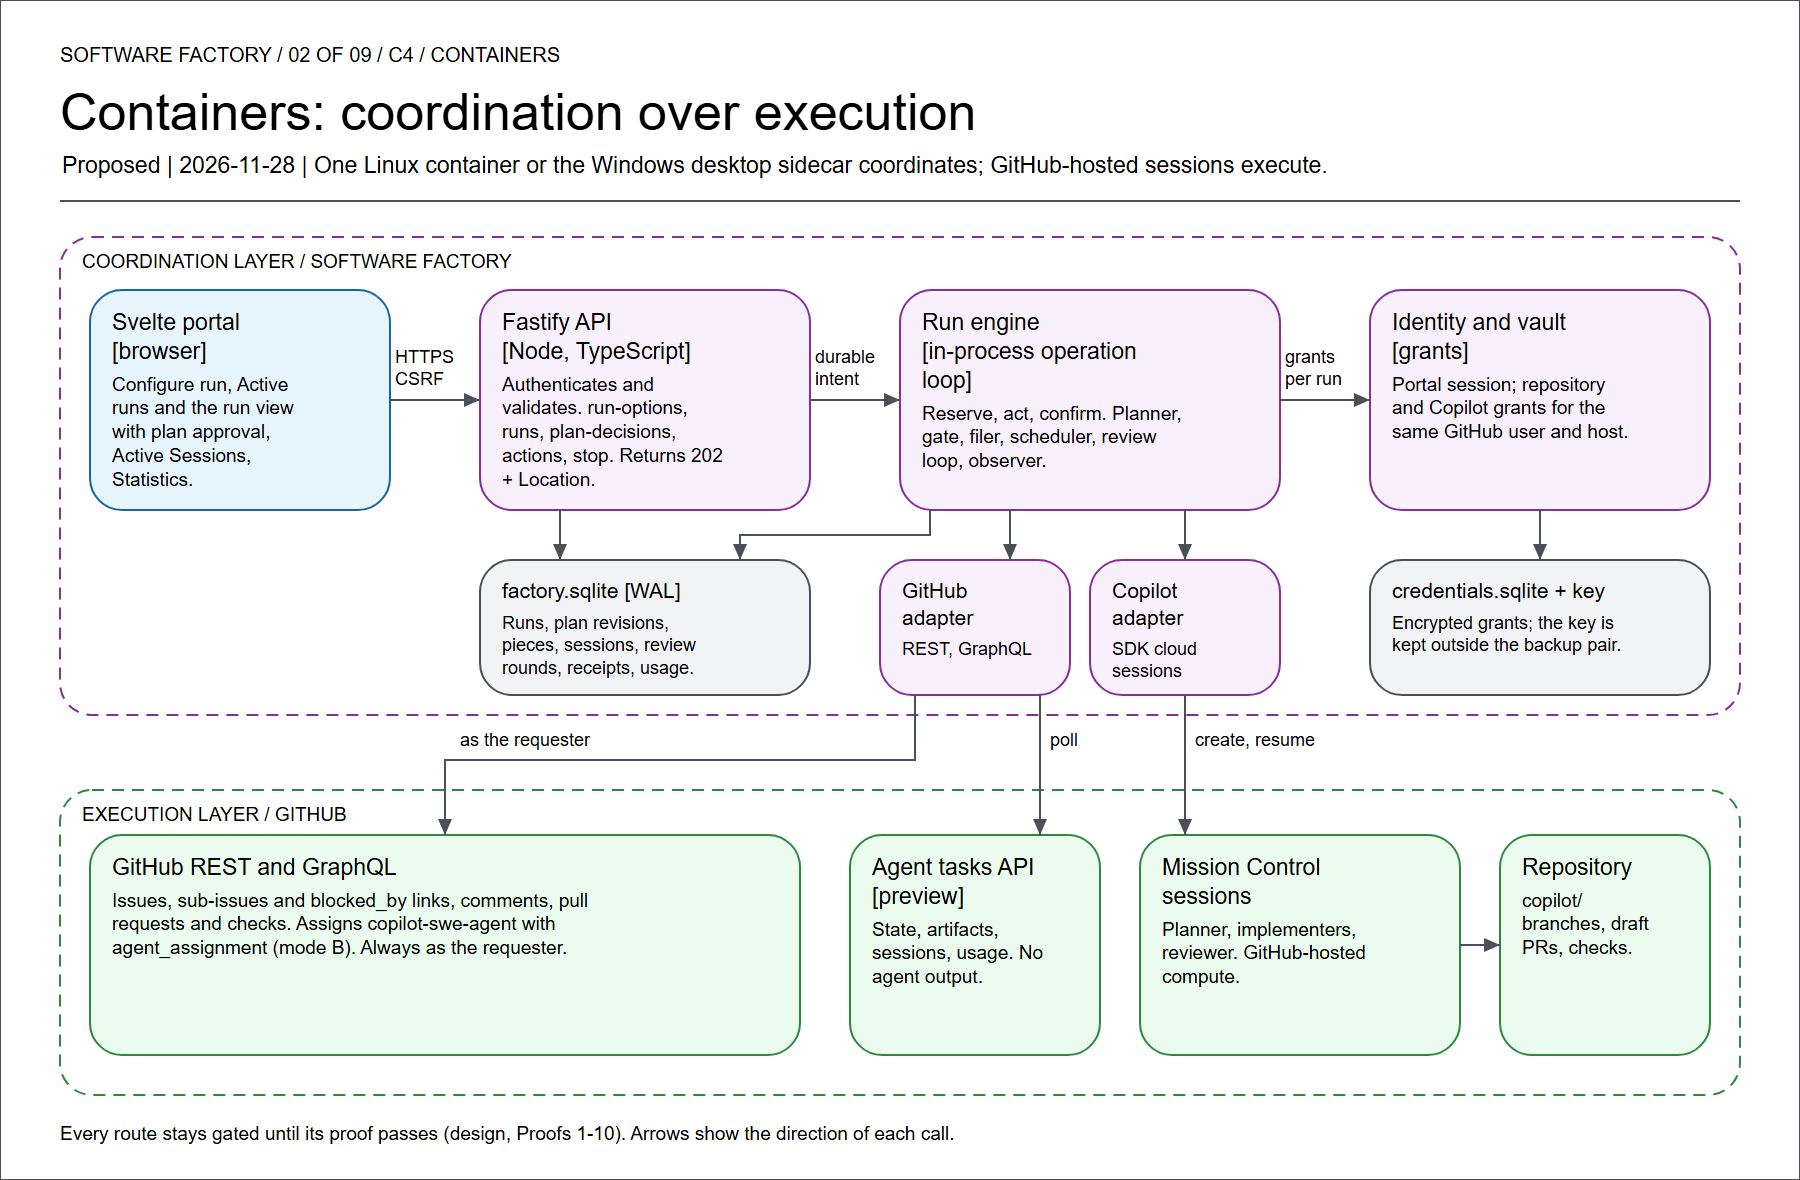 SOFTWARE FACTORY / 02 OF 09 / C4 / CONTAINERS
Containers: coordination over execution
Proposed | 2026-11-28 | One Linux container or the Windows desktop sidecar coordinates; GitHub-hosted sessions execute.
COORDINATION LAYER / SOFTWARE FACTORY
Svelte portal
[browser]
Configure run, Active
runs and the run view
with plan approval,
Active Sessions,
Statistics.
HTTPS
CSRF
Fastify API
[Node, TypeScript]
Authenticates and
validates. run-options,
runs, plan-decisions,
actions, stop. Returns 202
+ Location.
durable
intent
Run engine
[in-process operation
loop]
Reserve, act, confirm. Planner,
gate, filer, scheduler, review
loop, observer.
grants
per run
Identity and vault
[grants]
Portal session; repository
and Copilot grants for the
same GitHub user and host.
factory.sqlite [WAL]
Runs, plan revisions,
pieces, sessions, review
rounds, receipts, usage.
GitHub
adapter
REST, GraphQL
Copilot
adapter
SDK cloud
sessions
credentials.sqlite + key
Encrypted grants; the key is
kept outside the backup pair.
as the requester
poll
create, resume
EXECUTION LAYER / GITHUB
GitHub REST and GraphQL
Issues, sub-issues and blocked_by links, comments, pull
requests and checks. Assigns copilot-swe-agent with
agent_assignment (mode B). Always as the requester.
Agent tasks API
[preview]
State, artifacts,
sessions, usage. No
agent output.
Mission Control
sessions
Planner, implementers,
reviewer. GitHub-hosted
compute.
Repository
copilot/
branches, draft
PRs, checks.
Every route stays gated until its proof passes (design, Proofs 1-10). Arrows show the direction of each call.